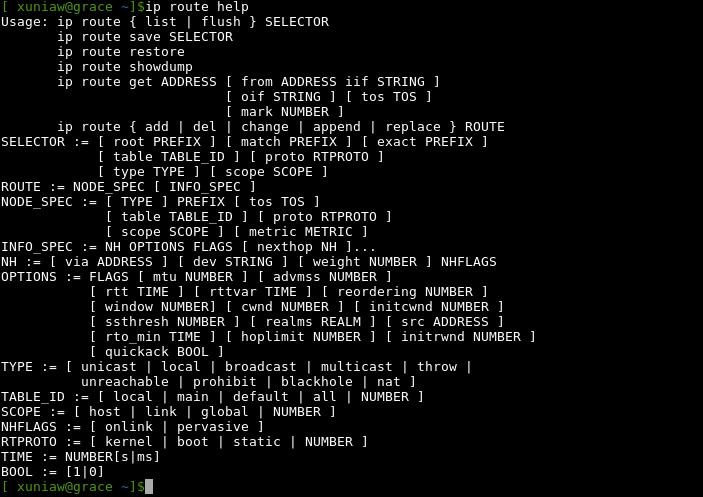 [ xuniaw@grace ~]$ip route help
Usage: ip route { list | flush } SELECTOR
       ip route save SELECTOR
       ip route restore
       ip route showdump
       ip route get ADDRESS [ from ADDRESS iif STRING ]
                            [ oif STRING ] [ tos TOS ]
                            [ mark NUMBER ]
       ip route { add | del | change | append | replace } ROUTE
SELECTOR := [ root PREFIX ] [ match PREFIX ] [ exact PREFIX ]
            [ table TABLE_ID ] [ proto RTPROTO ]
            [ type TYPE ] [ scope SCOPE ]
ROUTE := NODE_SPEC [ INFO_SPEC ]
NODE_SPEC := [ TYPE ] PREFIX [ tos TOS ]
             [ table TABLE_ID ] [ proto RTPROTO ]
             [ scope SCOPE ] [ metric METRIC ]
INFO_SPEC := NH OPTIONS FLAGS [ nexthop NH ]...
NH := [ via ADDRESS ] [ dev STRING ] [ weight NUMBER ] NHFLAGS
OPTIONS := FLAGS [ mtu NUMBER ] [ advmss NUMBER ]
           [ rtt TIME ] [ rttvar TIME ] [ reordering NUMBER ]
           [ window NUMBER] [ cwnd NUMBER ] [ initcwnd NUMBER ]
           [ ssthresh NUMBER ] [ realms REALM ] [ src ADDRESS ]
           [ rto_min TIME ] [ hoplimit NUMBER ] [ initrwnd NUMBER ]
           [ quickack BOOL ]
TYPE := [ unicast | local | broadcast | multicast | throw |
          unreachable | prohibit | blackhole | nat ]
TABLE_ID := [ local | main | default | all | NUMBER ]
SCOPE := [ host | link | global | NUMBER ]
NHFLAGS := [ onlink | pervasive ]
RTPROTO := [ kernel | boot | static | NUMBER ]
TIME := NUMBER[s|ms]
BOOL := [1|0]
[ xuniaw@grace ~]$